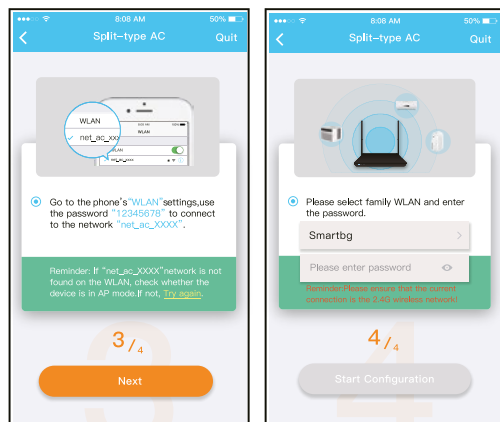 8:08 AM
50%
Split-type AC
Quit
WLAN
net_ac_xxx
WLAN
WLAN
Go to the phone's"WLAN"settings,use
the password "12345678" to connect
to the network "net_ac_XXXX".
Reminder: If "net_ac_XXXX"network is not
found on the WLAN, check whether the
device is in AP mode.If not, Try again.
3/4
Next
8:08 AM
50%
Split-type AC
Quit
Please select family WLAN and enter
the password.
Smartbg
Please enter password
Reminder:Please ensure that the current
connection is the 2.4G wireless network!
4/4
Start Configuration